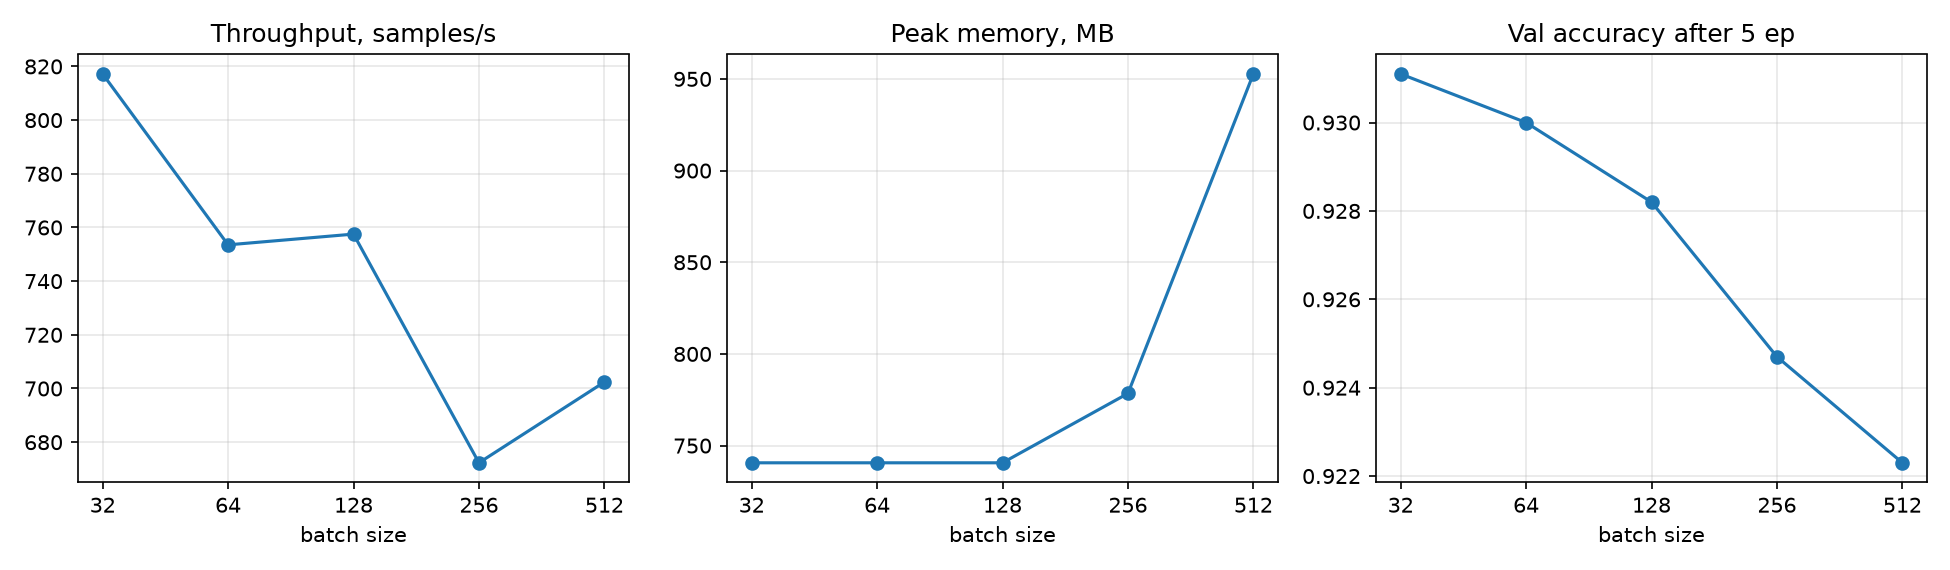 Throughput, samples/s
820
800
780
760
740
720
700
680
32 64 128 256 512
batch size
Peak memory, MB
950
900
850
800
750
32 64 128 256 512
batch size
Val accuracy after 5 ep
0.930
0.928
0.926
0.924
0.922
32 64 128 256 512
batch size